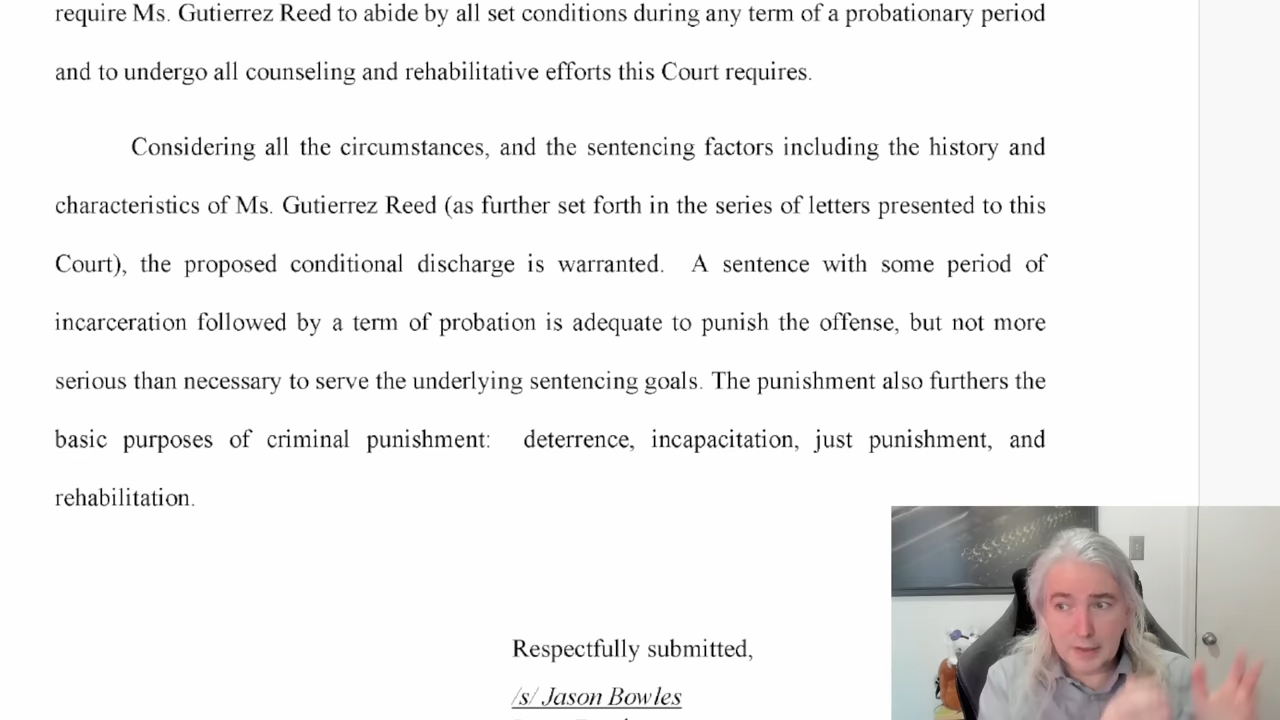 require Ms. Gutierrez Reed to abide by all set conditions during any term of a probationary period
and to undergo all counseling and rehabilitative efforts this Court requires.
Considering all the circumstances, and the sentencing factors including the history and
characteristics of Ms. Gutierrez Reed (as further set forth in the series of letters presented to this
Court), the proposed conditional discharge is warranted. A sentence with some period of
incarceration followed by a term of probation is adequate to punish the offense, but not more
serious than necessary to serve the underlying sentencing goals. The punishment also furthers the
basic purposes of criminal punishment: deterrence, incapacitation, just punishment, and
rehabilitation.
Respectfully submitted,
/s/ Jason Bowles